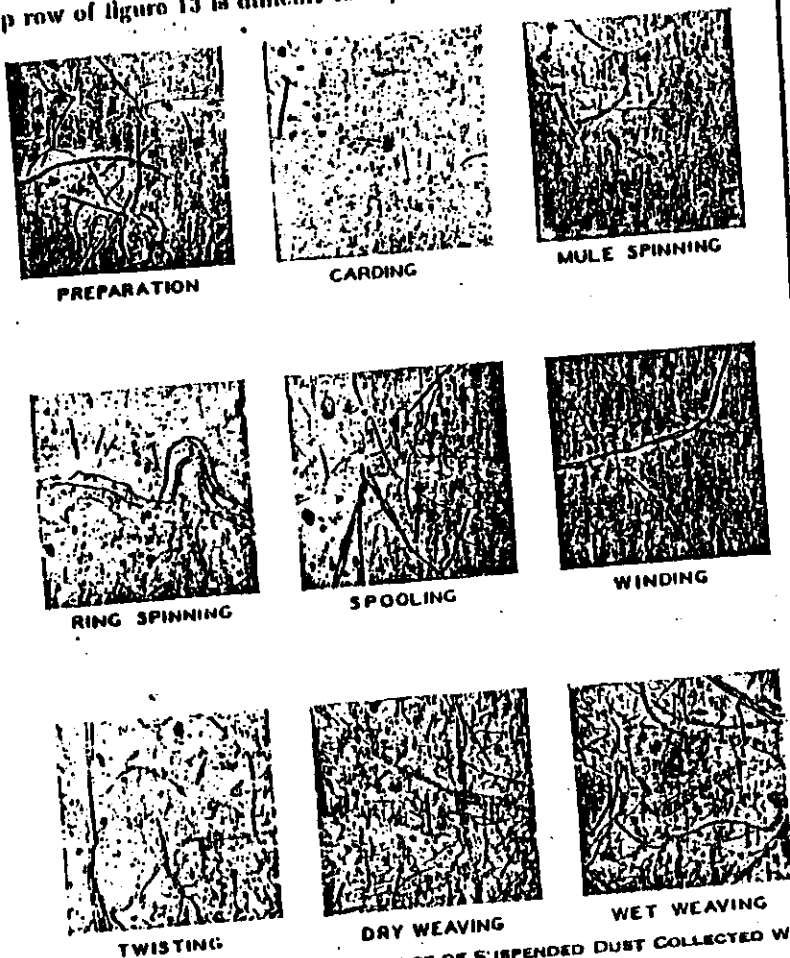 p row of figure 13 is difficult
PREPARATION
CARDING
MULE SPINNING
RING SPINNING
SPOOLING
WINDING
TWISTING
DRY WEAVING
WET WEAVING
OF SUSPENDED DUST COLLECTED W